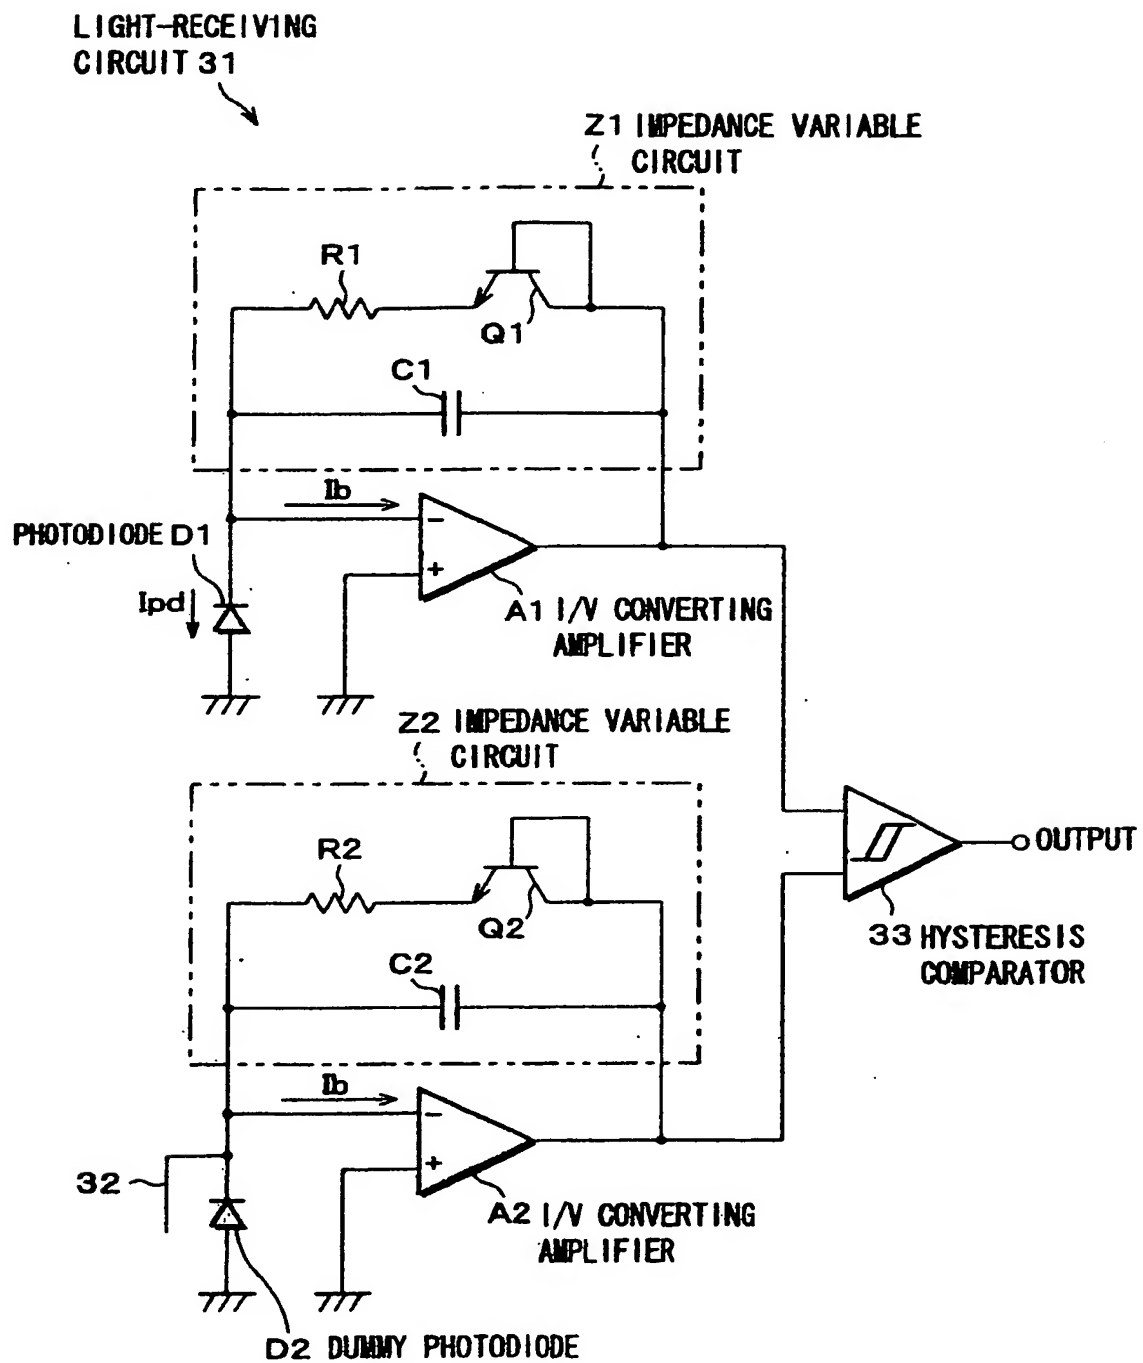 LIGHT-RECEIVING
CIRCUIT 31
Z1 IMPEDANCE VARIABLE
CIRCUIT
R1
Q1
C1
Ib
−
+
PHOTODIODE D1
Ipd
A1 I/V CONVERTING
AMPLIFIER
Z2 IMPEDANCE VARIABLE
CIRCUIT
R2
Q2
C2
OUTPUT
33 HYSTERESIS
COMPARATOR
Ib
−
+
32
A2 I/V CONVERTING
AMPLIFIER
D2 DUMMY PHOTODIODE